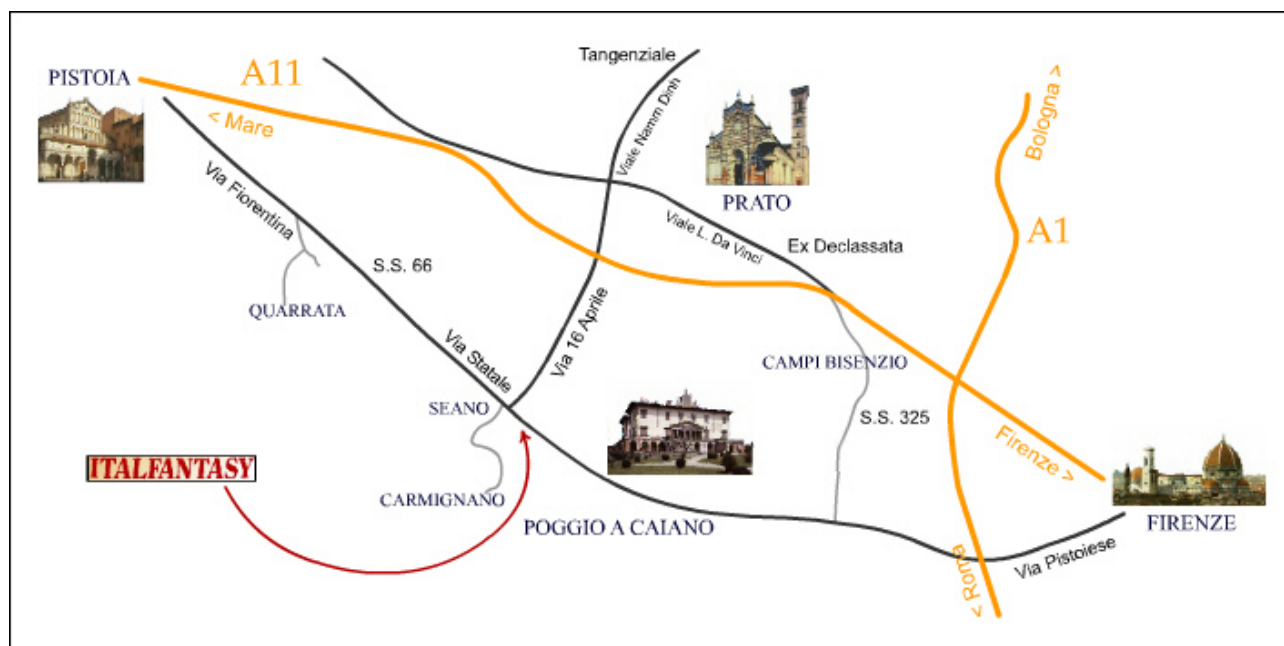 Tangenziale
PISTOIA
A11
< Mare
Viale Namm Dinh
Bologna >
PRATO
Via Fiorentina
Viale L. Da Vinci
Ex Declassata
A1
S.S. 66
QUARRATA
Via 16 Aprile
Via Statale
CAMPI BISENZIO
SEANO
S.S. 325
Firenze >
ITALFANTASY
CARMIGNANO
POGGIO A CAIANO
FIRENZE
Via Pistoiese
< Roma